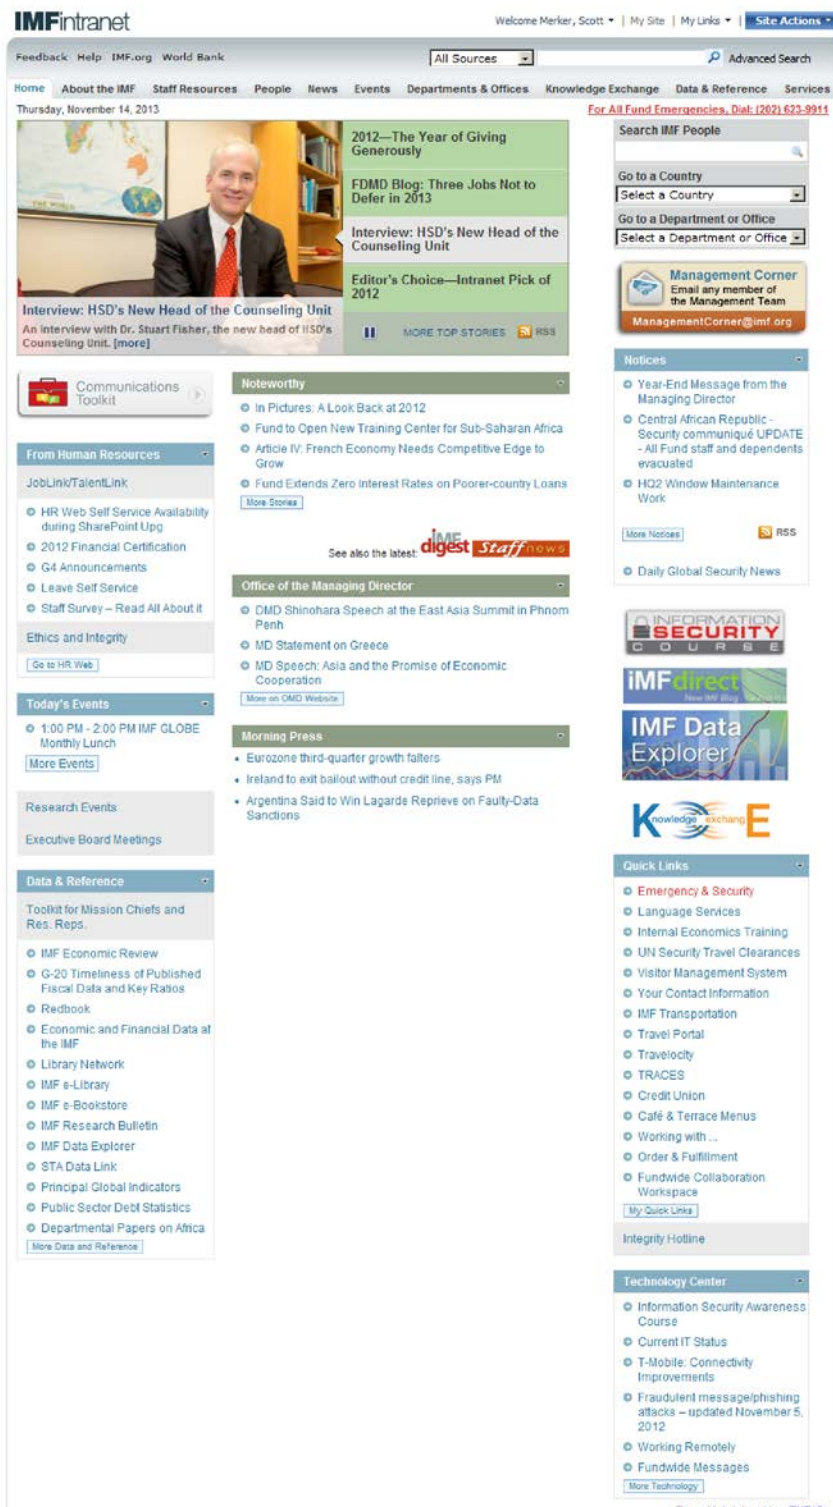 IMFintranet
Welcome Merker, Scott | My Site | My Links | Site Actions
Feedback Help IMF.org World Bank
All Sources
Advanced Search
Home About the IMF Staff Resources People News Events Departments & Offices Knowledge Exchange Data & Reference Services
Thursday, November 14, 2013
For All Fund Emergencies, Dial: (202) 623-9911
THE WORLD
Interview: HSD's New Head of the Counseling Unit
An interview with Dr. Stuart Fisher, the new head of HSD's
Counseling Unit. [more]
2012—The Year of Giving
Generously
FDMD Blog: Three Jobs Not to
Defer in 2013
Interview: HSD's New Head of the
Counseling Unit
Editor's Choice—Intranet Pick of
2012
MORE TOP STORIES RSS
Communications
Toolkit
From Human Resources
JobLink/TalentLink
HR Web Self Service Availability
during SharePoint Upg
2012 Financial Certification
G4 Announcements
Leave Self Service
Staff Survey – Read All About it
Ethics and Integrity
Go to HR Web
Today's Events
1:00 PM - 2:00 PM IMF GLOBE
Monthly Lunch
More Events
Research Events
Executive Board Meetings
Data & Reference
Toolkit for Mission Chiefs and
Res. Reps.
IMF Economic Review
G-20 Timeliness of Published
Fiscal Data and Key Ratios
Redbook
Economic and Financial Data at
the IMF
Library Network
IMF e-Library
IMF e-Bookstore
IMF Research Bulletin
IMF Data Explorer
STA Data Link
Principal Global Indicators
Public Sector Debt Statistics
Departmental Papers on Africa
More Data and Reference
Noteworthy
In Pictures: A Look Back at 2012
Fund to Open New Training Center for Sub-Saharan Africa
Article IV: French Economy Needs Competitive Edge to
Grow
Fund Extends Zero Interest Rates on Poorer-country Loans
More Stories
See also the latest: iMF digest Staff news
Office of the Managing Director
DMD Shinohara Speech at the East Asia Summit in Phnom
Penh
MD Statement on Greece
MD Speech: Asia and the Promise of Economic
Cooperation
More on OMD Website
Morning Press
Eurozone third-quarter growth falters
Ireland to exit bailout without credit line, says PM
Argentina Said to Win Lagarde Reprieve on Faulty-Data
Sanctions
Search IMF People
Go to a Country
Select a Country
Go to a Department or Office
Select a Department or Office
Management Corner
Email any member of
the Management Team
ManagementCorner@imf.org
Notices
Year-End Message from the
Managing Director
Central African Republic -
Security communiqué UPDATE
- All Fund staff and dependents
evacuated
HQ2 Window Maintenance
Work
More Notices
RSS
Daily Global Security News
INFORMATION
SECURITY
COURSE
iMFdirect
New IMF Blog
IMF Data
Explorer
Knowledge exchangE
Quick Links
Emergency & Security
Language Services
Internal Economics Training
UN Security Travel Clearances
Visitor Management System
Your Contact Information
IMF Transportation
Travel Portal
Travelocity
TRACES
Credit Union
Café & Terrace Menus
Working with ...
Order & Fulfillment
Fundwide Collaboration
Workspace
My Quick Links
Integrity Hotline
Technology Center
Information Security Awareness
Course
Current IT Status
T-Mobile: Connectivity
Improvements
Fraudulent message/phishing
attacks – updated November 5,
2012
Working Remotely
Fundwide Messages
More Technology